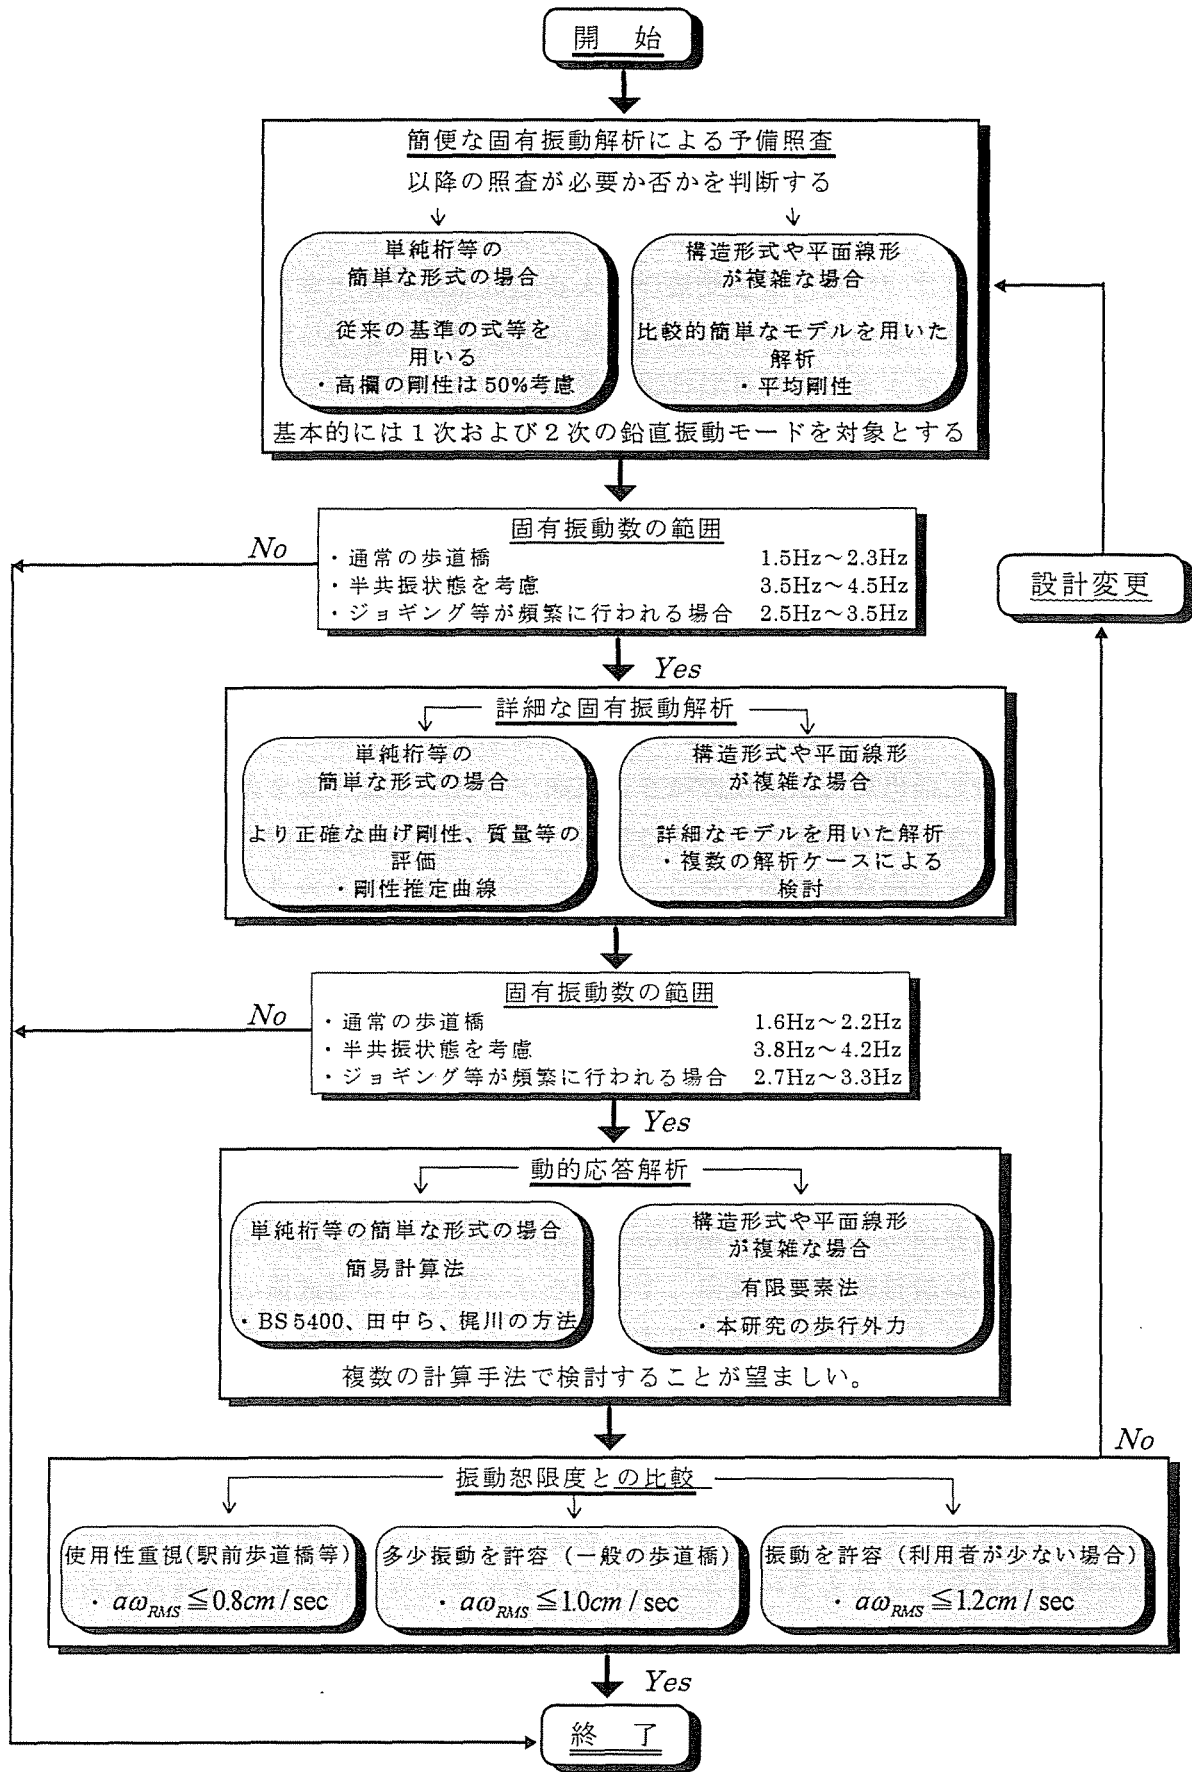 開 始
簡便な固有振動解析による予備照査
以降の照査が必要か否かを判断する
単純桁等の
簡単な形式の場合
従来の基準の式等を
用いる
・高欄の剛性は50%考慮
構造形式や平面線形
が複雑な場合
比較的簡単なモデルを用いた
解析
・平均剛性
基本的には1次および2次の鉛直振動モードを対象とする
固有振動数の範囲
・通常の歩道橋 1.5Hz～2.3Hz
・半共振状態を考慮 3.5Hz～4.5Hz
・ジョギング等が頻繁に行われる場合 2.5Hz～3.5Hz
No
設計変更
Yes
詳細な固有振動解析
単純桁等の
簡単な形式の場合
より正確な曲げ剛性、質量等の
評価
・剛性推定曲線
構造形式や平面線形
が複雑な場合
詳細なモデルを用いた解析
・複数の解析ケースによる
検討
固有振動数の範囲
・通常の歩道橋 1.6Hz～2.2Hz
・半共振状態を考慮 3.8Hz～4.2Hz
・ジョギング等が頻繁に行われる場合 2.7Hz～3.3Hz
No
Yes
動的応答解析
単純桁等の簡単な形式の場合
簡易計算法
・BS5400、田中ら、梶川の方法
構造形式や平面線形
が複雑な場合
有限要素法
・本研究の歩行外力
複数の計算手法で検討することが望ましい。
No
振動恕限度との比較
使用性重視(駅前歩道橋等)
・aω_RMS≦0.8cm/sec
多少振動を許容(一般の歩道橋)
・aω_RMS≦1.0cm/sec
振動を許容(利用者が少ない場合)
・aω_RMS≦1.2cm/sec
Yes
終 了